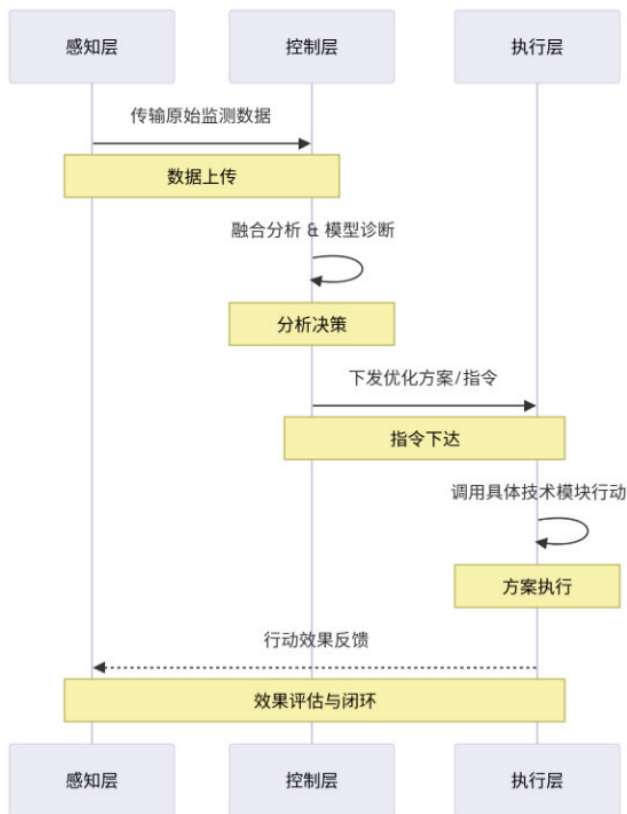 感知层
控制层
执行层
传输原始监测数据
数据上传
融合分析 & 模型诊断
分析决策
下发优化方案/指令
指令下达
调用具体技术模块行动
方案执行
行动效果反馈
效果评估与闭环
感知层
控制层
执行层